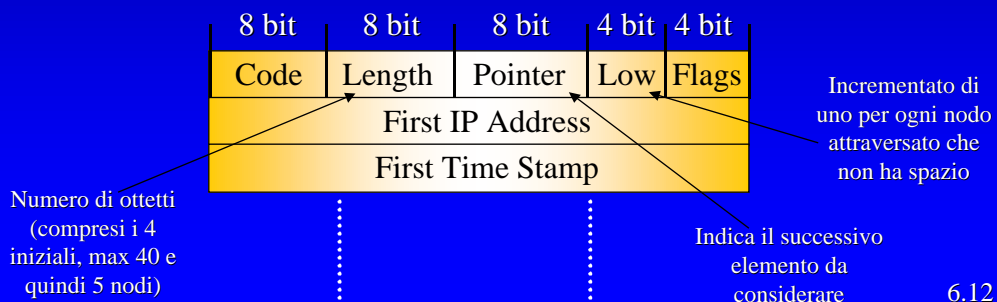 8 bit 8 bit 8 bit 4 bit 4 bit
Code Length Pointer Low Flags
First IP Address
First Time Stamp
Incrementato di
uno per ogni nodo
attraversato che
non ha spazio
Numero di ottetti
(compresi i 4
iniziali, max 40 e
quindi 5 nodi)
Indica il successivo
elemento da
considerare
6.12